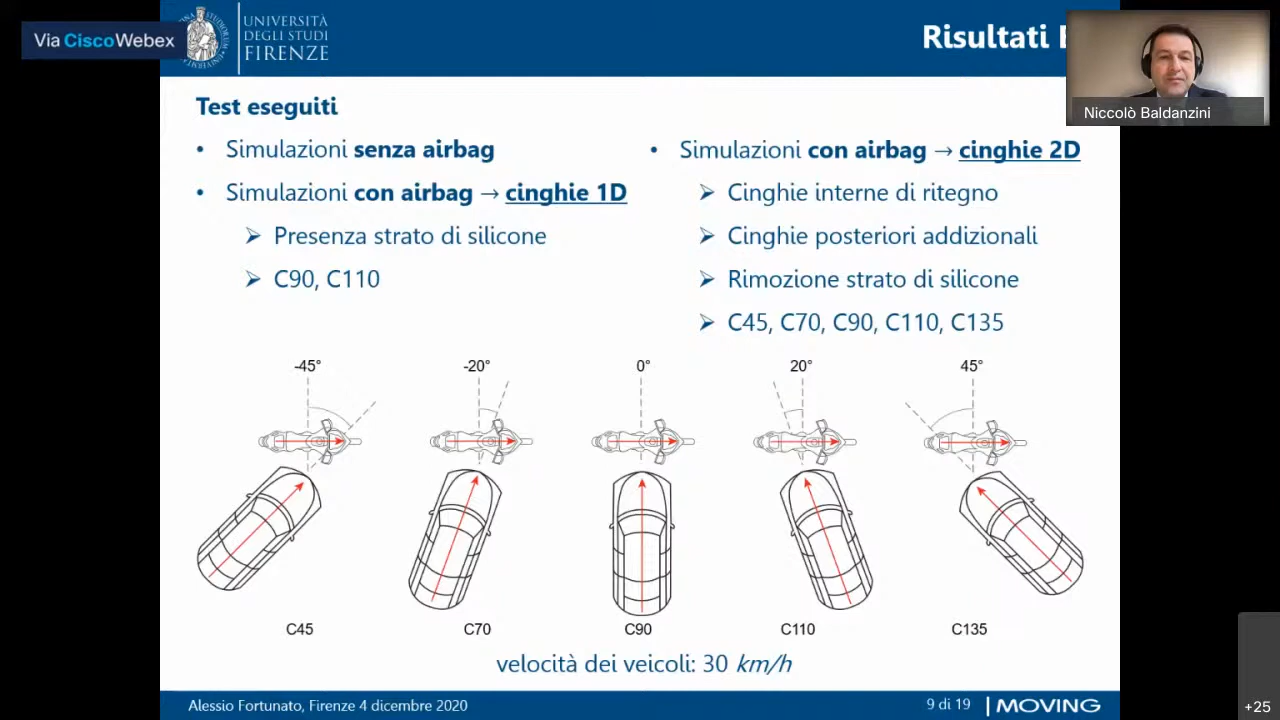 Via CiscoWebex
UNIVERSITÀ
DEGLI STUDI
FIRENZE
Risultati
Niccolò Baldanzini
Test eseguiti
• Simulazioni senza airbag
• Simulazioni con airbag → cinghie 1D
➢ Presenza strato di silicone
➢ C90, C110
• Simulazioni con airbag → cinghie 2D
➢ Cinghie interne di ritegno
➢ Cinghie posteriori addizionali
➢ Rimozione strato di silicone
➢ C45, C70, C90, C110, C135
-45° -20° 0° 20° 45°
C45 C70 C90 C110 C135
velocità dei veicoli: 30 km/h
Alessio Fortunato, Firenze 4 dicembre 2020
9 di 19 | MOVING
+25